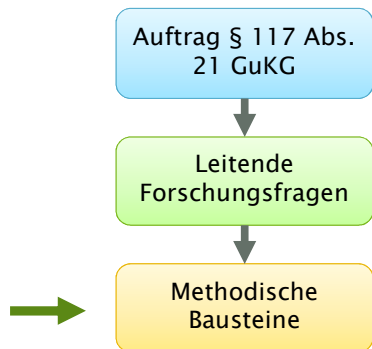 Auftrag § 117 Abs.
21 GuKG
Leitende
Forschungsfragen
Methodische
Bausteine